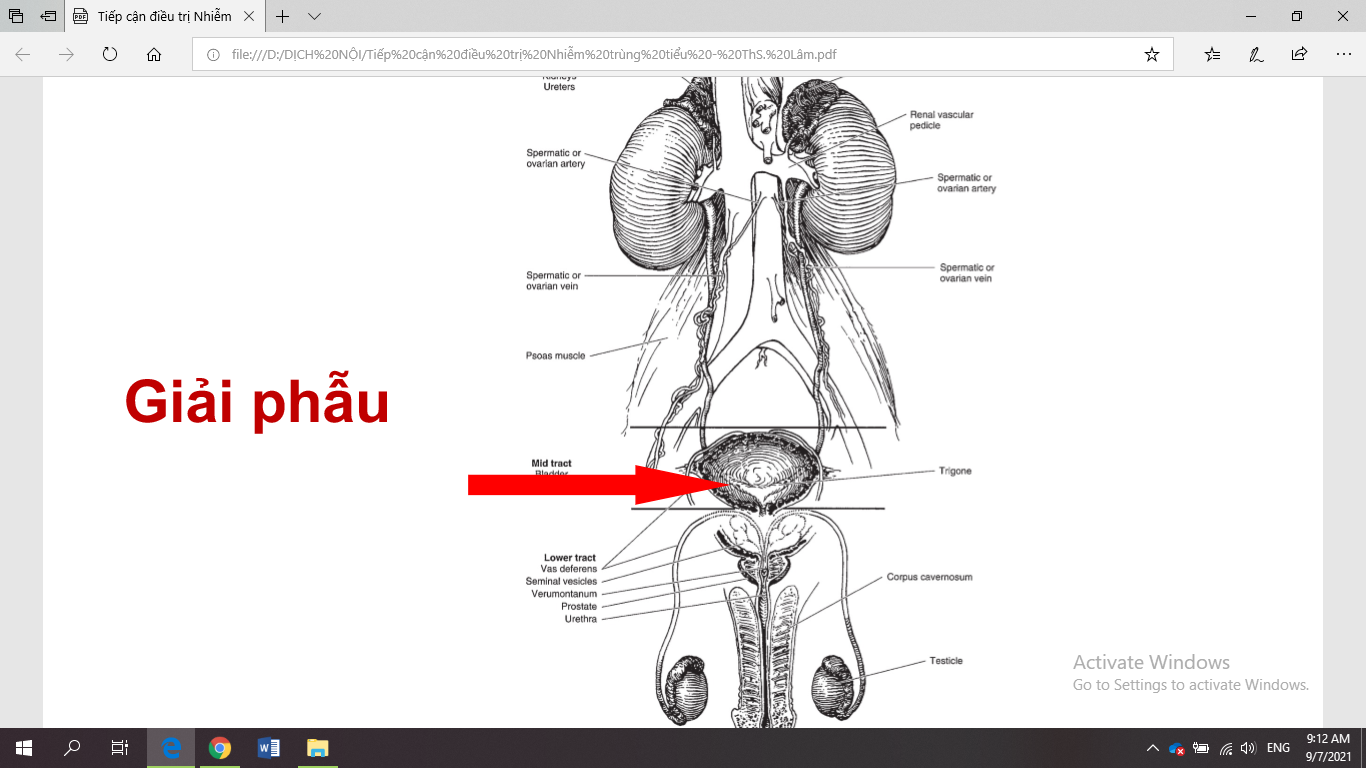 Tiếp cận điều trị Nhiễm
file:///D:/DỊCH%20NỘI/Tiếp%20cận%20điều%20trị%20Nhiễm%20trùng%20tiểu%20-%20ThS.%20Lâm.pdf
Kidneys
Ureters
Renal vascular
pedicle
Spermatic or
ovarian artery
Spermatic or
ovarian artery
Spermatic or
ovarian vein
Spermatic or
ovarian vein
Psoas muscle
Giải phẫu
Mid tract
Bladder
Trigone
Lower tract
Vas deferens
Seminal vesicles
Verumontanum
Prostate
Urethra
Corpus cavernosum
Testicle
Activate Windows
Go to Settings to activate Windows.
ENG
9:12 AM
9/7/2021